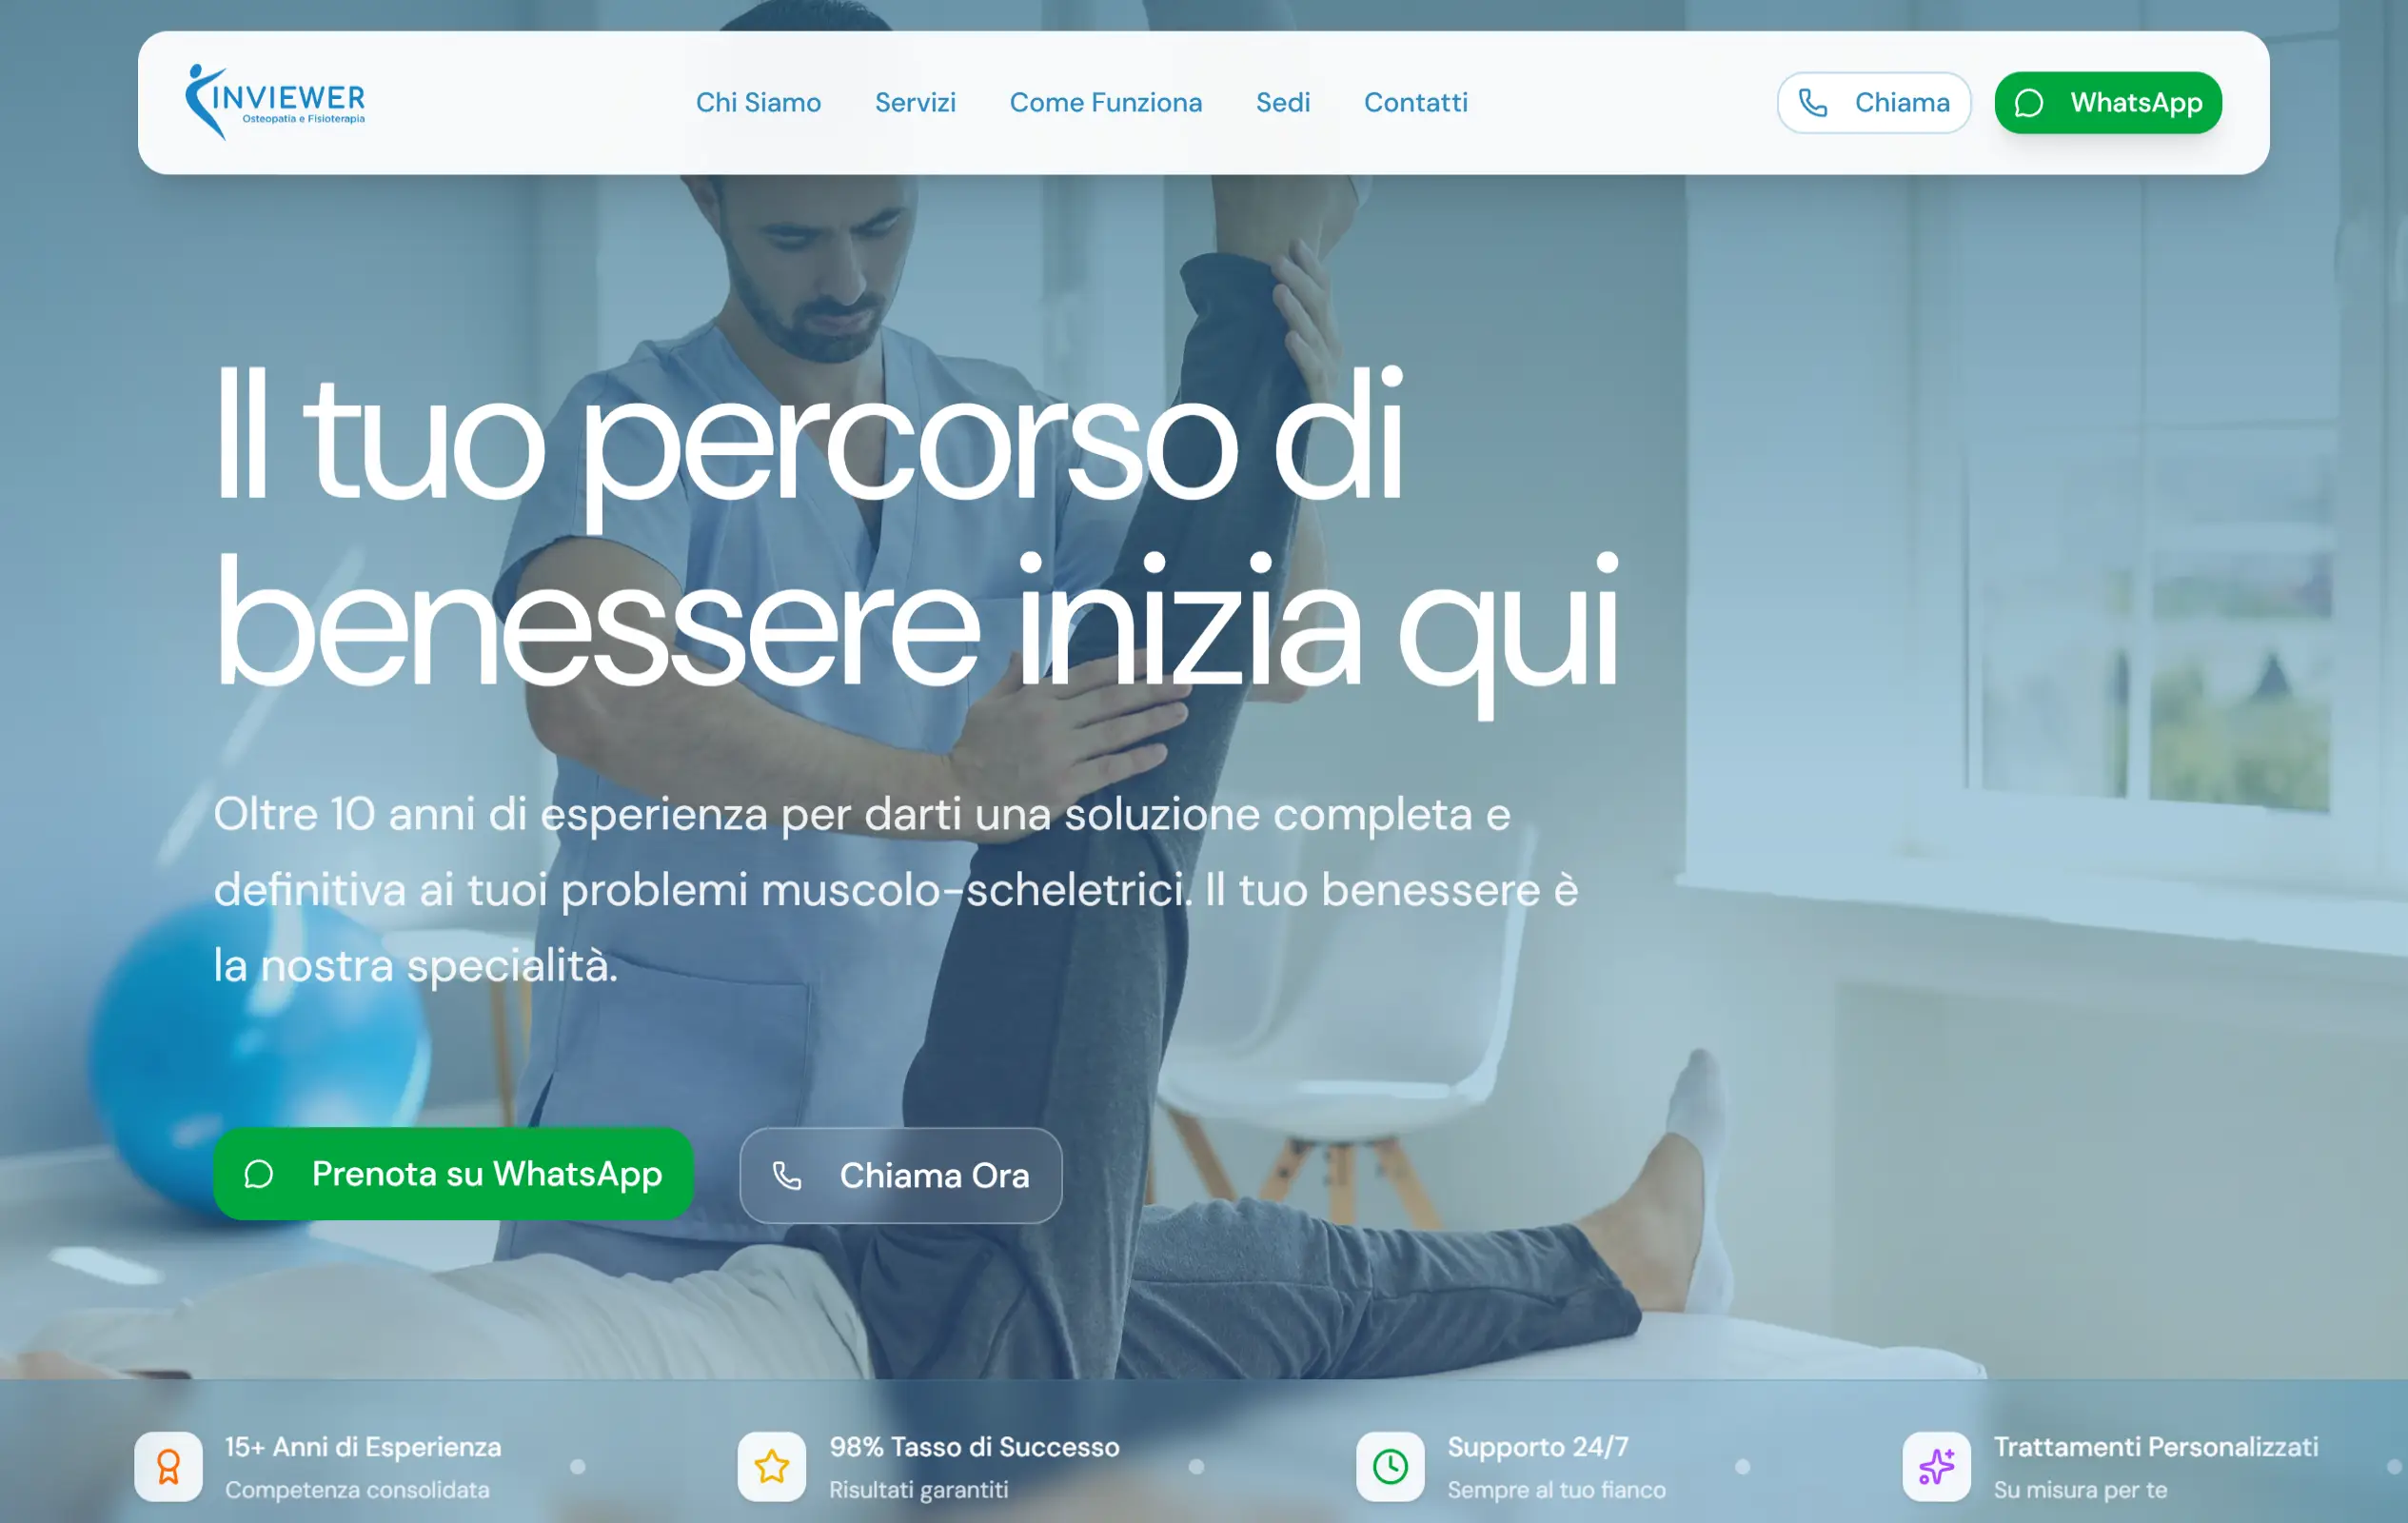 INVIEWER
Osteopatia e Fisioterapia
Chi Siamo
Servizi
Come Funziona
Sedi
Contatti
Chiama
WhatsApp
Il tuo percorso di
benessere inizia qui
Oltre 10 anni di esperienza per darti una soluzione completa e
definitiva ai tuoi problemi muscolo-scheletrici. Il tuo benessere è
la nostra specialità.
Prenota su WhatsApp
Chiama Ora
15+ Anni di Esperienza
Competenza consolidata
98% Tasso di Successo
Risultati garantiti
Supporto 24/7
Sempre al tuo fianco
Trattamenti Personalizzati
Su misura per te